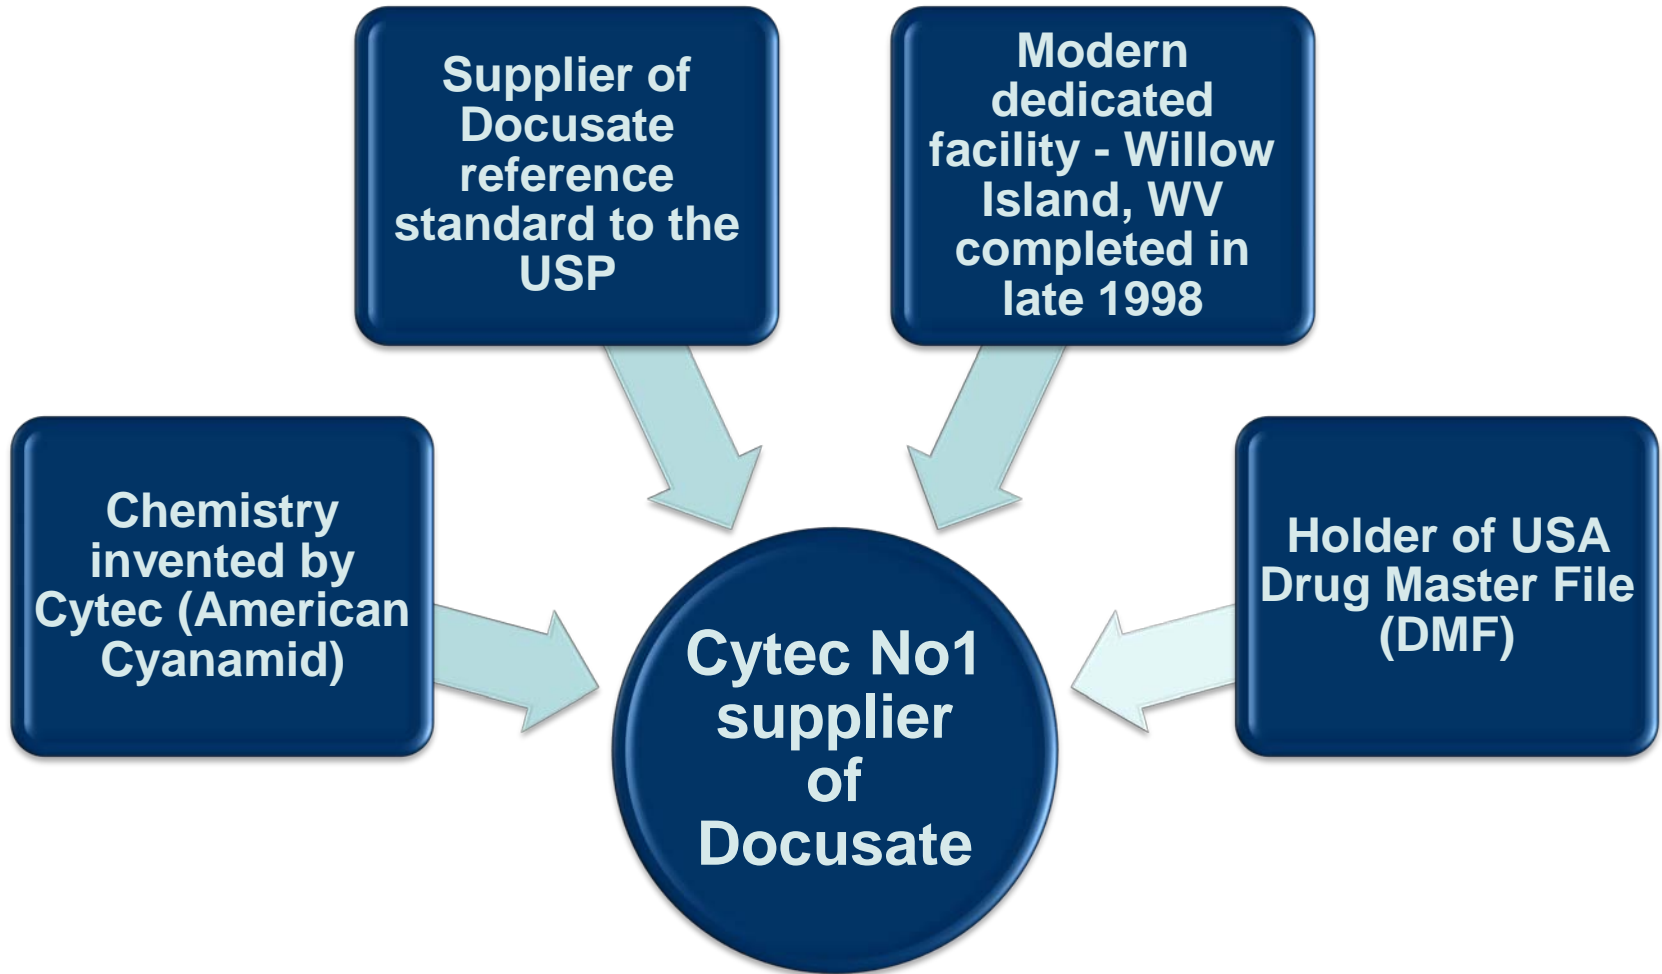 Supplier of
Docusate
reference
standard to the
USP
Modern
dedicated
facility - Willow
Island, WV
completed in
late 1998
Chemistry
invented by
Cytec (American
Cyanamid)
Holder of USA
Drug Master File
(DMF)
Cytec No1
supplier
of
Docusate